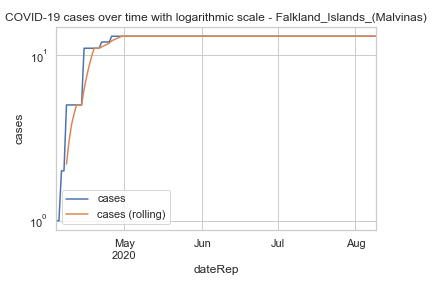 COVID-19 cases over time with logarithmic scale - Falkland_Islands_(Malvinas)
10¹
cases
10⁰
cases
cases (rolling)
May
2020
Jun
Jul
Aug
dateRep